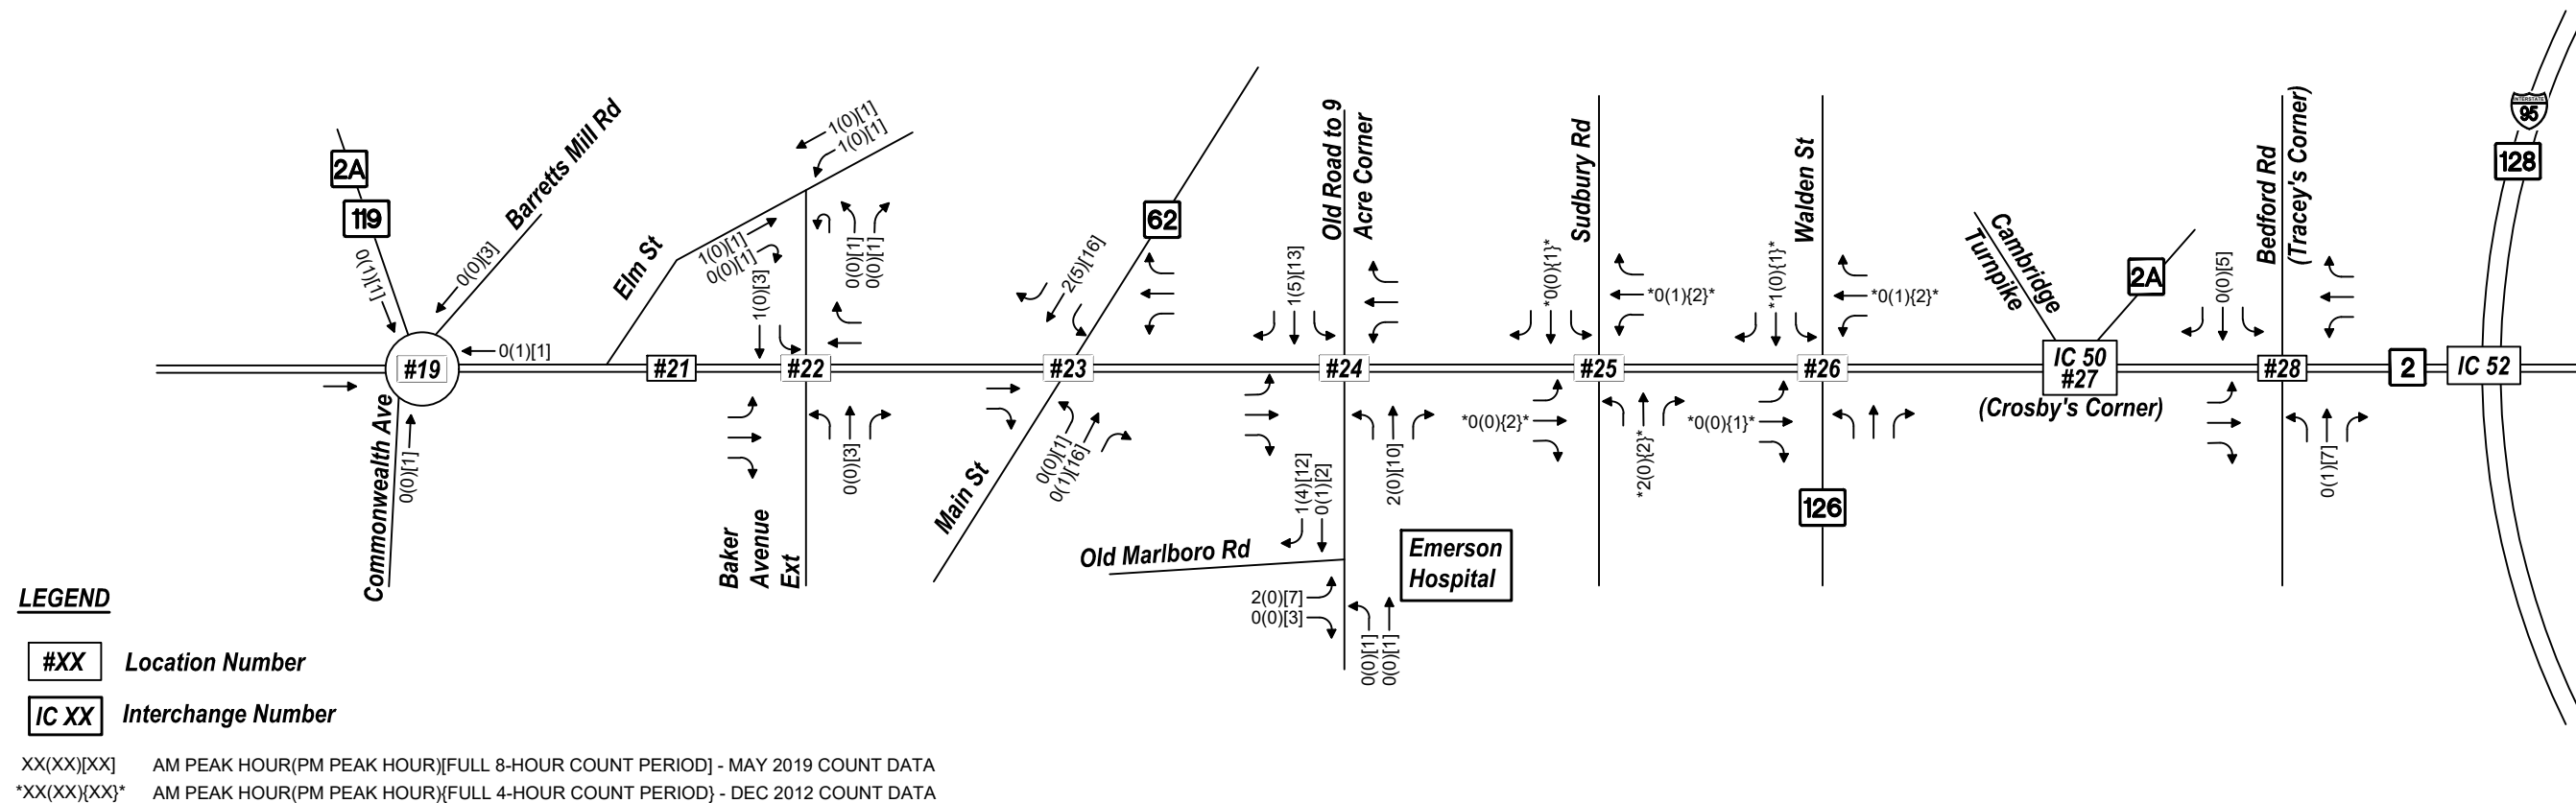 2A
119
0(1)[1]
Barretts Mill Rd
0(0)[3]
#19
0(1)[1]
Commonwealth Ave
0(0)[1]
Elm St
1(0)[1]
1(0)[1]
1(0)[1]
0(0)[1]
0(0)[1]
0(0)[1]
1(0)[3]
#21
#22
0(0)[3]
Baker
Avenue
Ext
62
2(5)[16]
#23
0(0)[1]
0(1)[16]
Main St
Old Road to 9
Acre Corner
1(5)[13]
#24
2(0)[10]
1(4)[12]
0(1)[2]
Old Marlboro Rd
2(0)[7]
0(0)[3]
0(0)[1]
0(0)[1]
Emerson
Hospital
Sudbury Rd
*0(0){1}*
*0(1){2}*
#25
*0(0){2}*
*2(0){2}*
Walden St
*1(0){1}*
*0(1){2}*
#26
*0(0){1}*
126
Cambridge
Turnpike
2A
IC 50
#27
(Crosby's Corner)
Bedford Rd
(Tracey's Corner)
0(0)[5]
#28
0(1)[7]
2
IC 52
INTERSTATE
95
128
LEGEND
#XX Location Number
IC XX Interchange Number
XX(XX)[XX] AM PEAK HOUR(PM PEAK HOUR)[FULL 8-HOUR COUNT PERIOD] - MAY 2019 COUNT DATA
*XX(XX){XX}* AM PEAK HOUR(PM PEAK HOUR){FULL 4-HOUR COUNT PERIOD} - DEC 2012 COUNT DATA